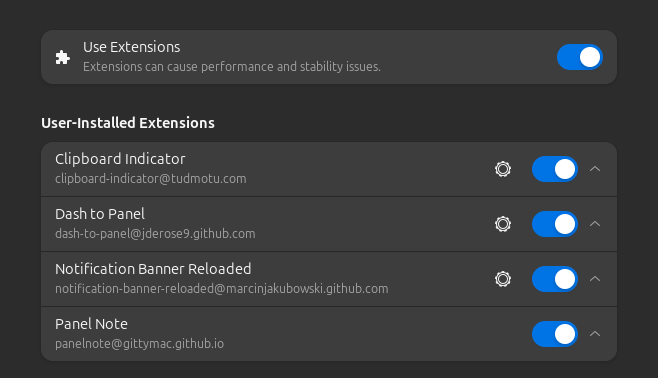 Use Extensions
Extensions can cause performance and stability issues.
User-Installed Extensions
Clipboard Indicator
clipboard-indicator@tudmotu.com
Dash to Panel
dash-to-panel@jderose9.github.com
Notification Banner Reloaded
notification-banner-reloaded@marcinjakubowski.github.com
Panel Note
panelnote@gittymac.github.io